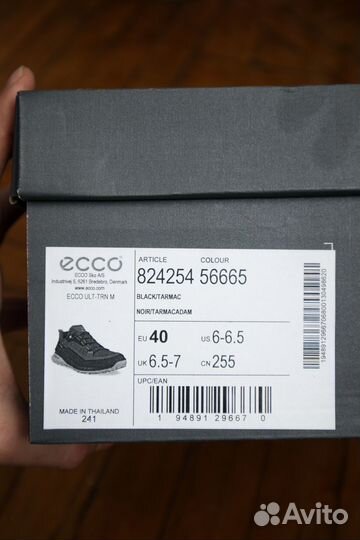 ecco
ECCO Sko A/S
Industrivej 5, 6261 Bredebro, Denmark
www.ecco.com
ECCO ULT-TRN M
MADE IN THAILAND
241
ARTICLE COLOUR
824254 56665
BLACK/TARMAC
NOIR/TARMACADAM
EU 40 US 6-6.5
UK 6.5-7 CN 255
UPC/EAN
1 94891 29667 0
Avito